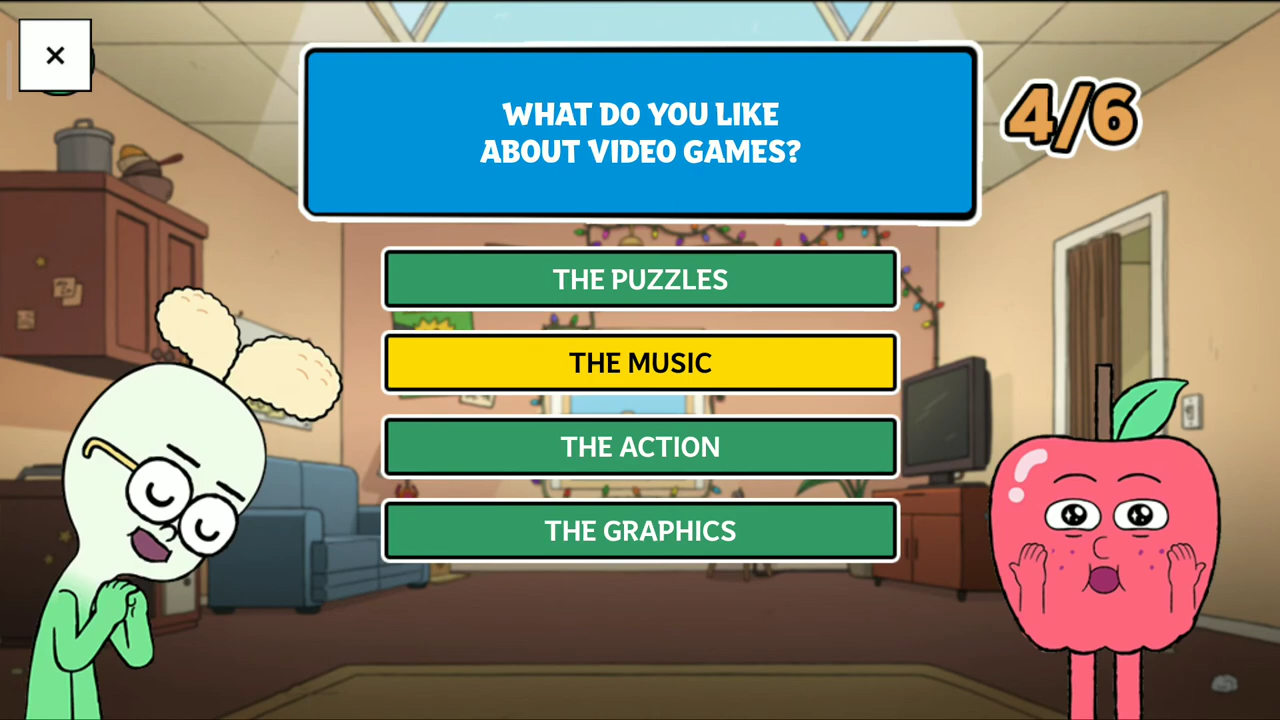 WHAT DO YOU LIKE
ABOUT VIDEO GAMES?
4/6
THE PUZZLES
THE MUSIC
THE ACTION
THE GRAPHICS